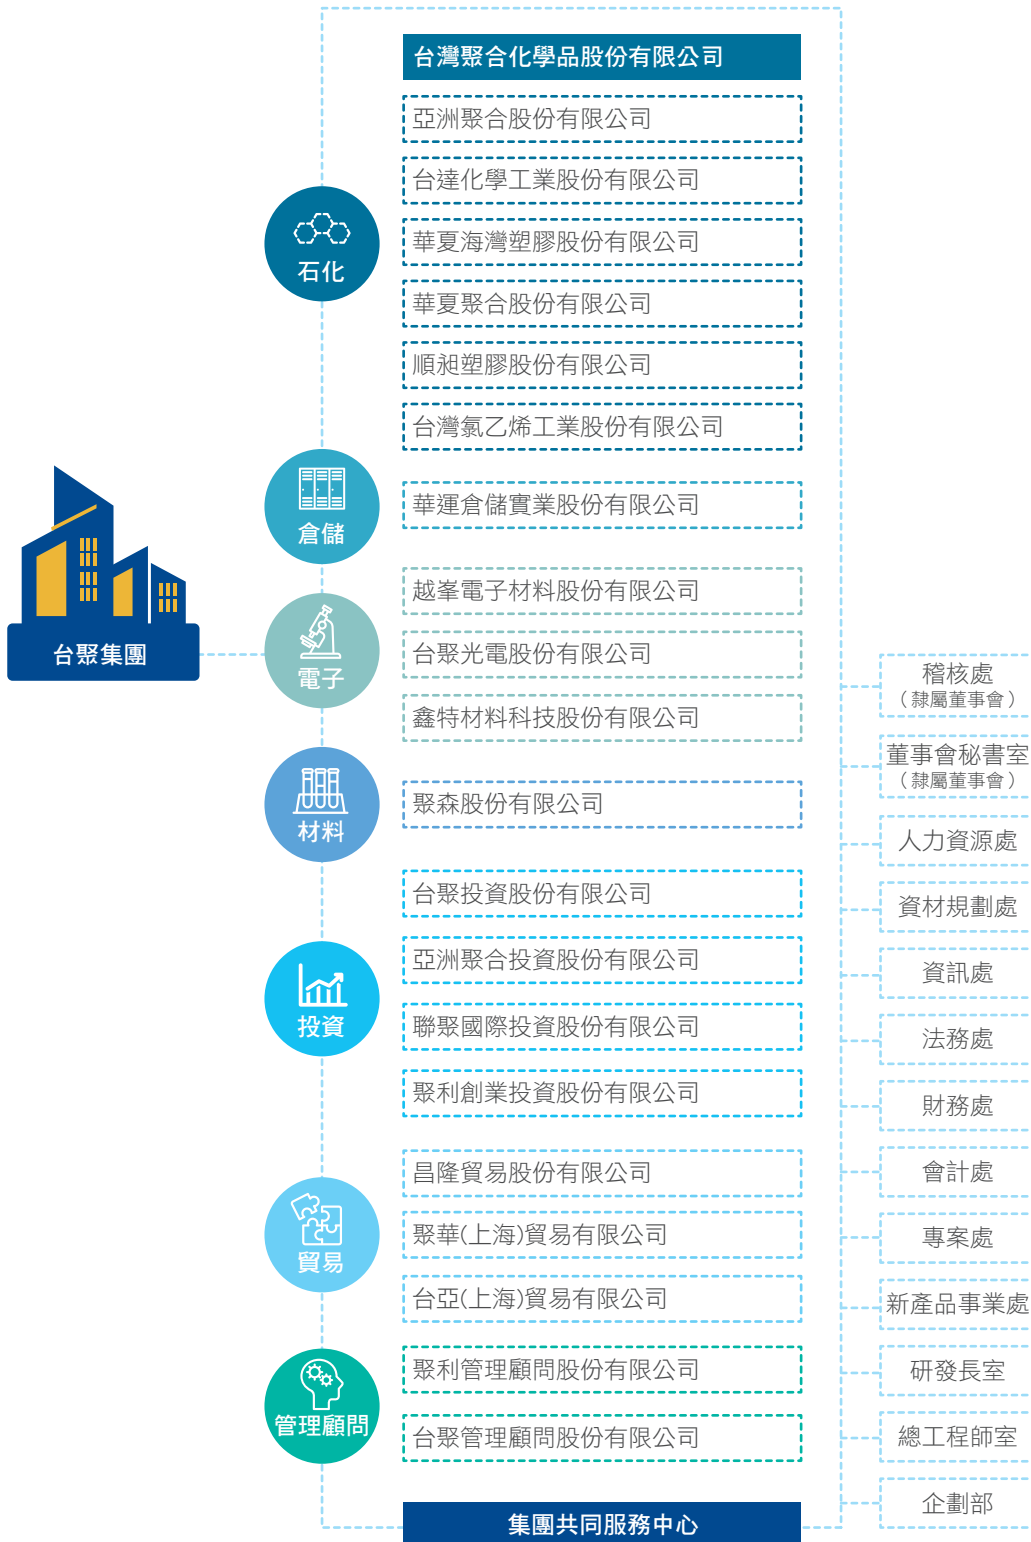 台聚集團
石化
台灣聚合化學品股份有限公司
亞洲聚合股份有限公司
台達化學工業股份有限公司
華夏海灣塑膠股份有限公司
華夏聚合股份有限公司
順昶塑膠股份有限公司
台灣氯乙烯工業股份有限公司
倉儲
華運倉儲實業股份有限公司
電子
越峯電子材料股份有限公司
台聚光電股份有限公司
鑫特材料科技股份有限公司
材料
聚森股份有限公司
投資
台聚投資股份有限公司
亞洲聚合投資股份有限公司
聯聚國際投資股份有限公司
聚利創業投資股份有限公司
貿易
昌隆貿易股份有限公司
聚華(上海)貿易有限公司
台亞(上海)貿易有限公司
管理顧問
聚利管理顧問股份有限公司
台聚管理顧問股份有限公司
集團共同服務中心
稽核處
（隸屬董事會）
董事會秘書室
（隸屬董事會）
人力資源處
資材規劃處
資訊處
法務處
財務處
會計處
專案處
新產品事業處
研發長室
總工程師室
企劃部